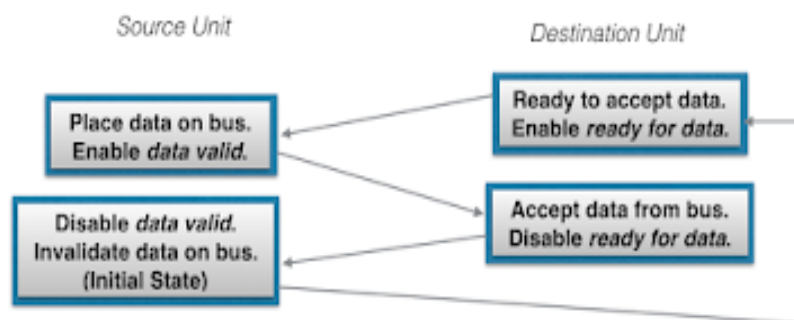 Source Unit
Destination Unit
Ready to accept data.
Enable ready for data.
Place data on bus.
Enable data valid.
Accept data from bus.
Disable ready for data.
Disable data valid.
Invalidate data on bus.
(Initial State)